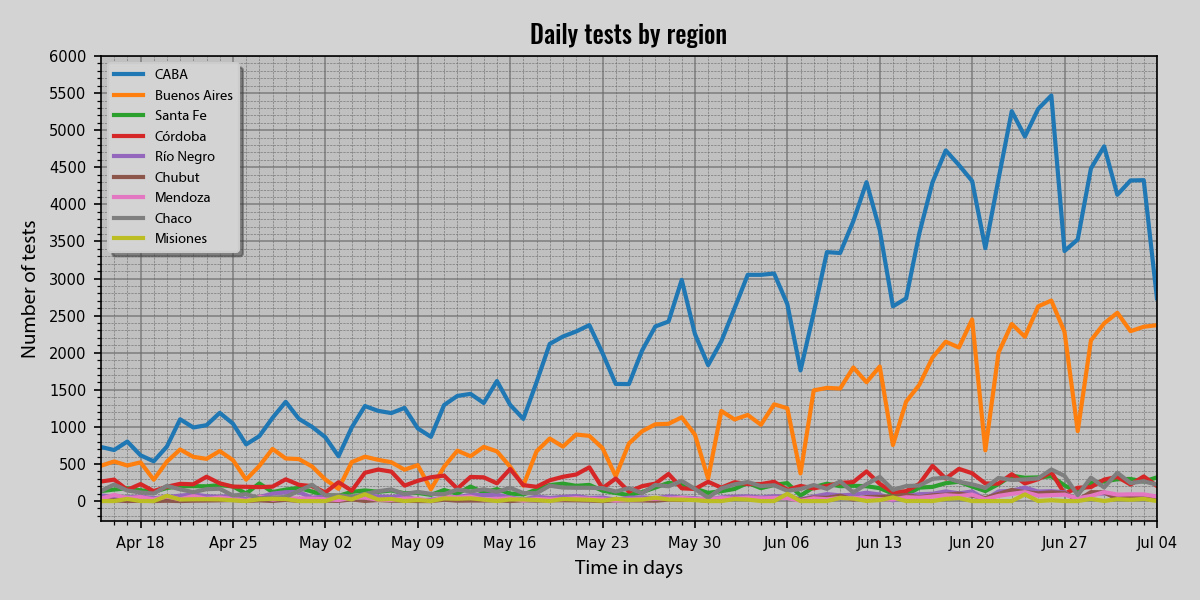 Daily tests by region
6000
5500
5000
4500
4000
3500
3000
2500
2000
1500
1000
500
0
Number of tests
CABA
Buenos Aires
Santa Fe
Córdoba
Río Negro
Chubut
Mendoza
Chaco
Misiones
Apr 18 Apr 25 May 02 May 09 May 16 May 23 May 30 Jun 06 Jun 13 Jun 20 Jun 27 Jul 04
Time in days